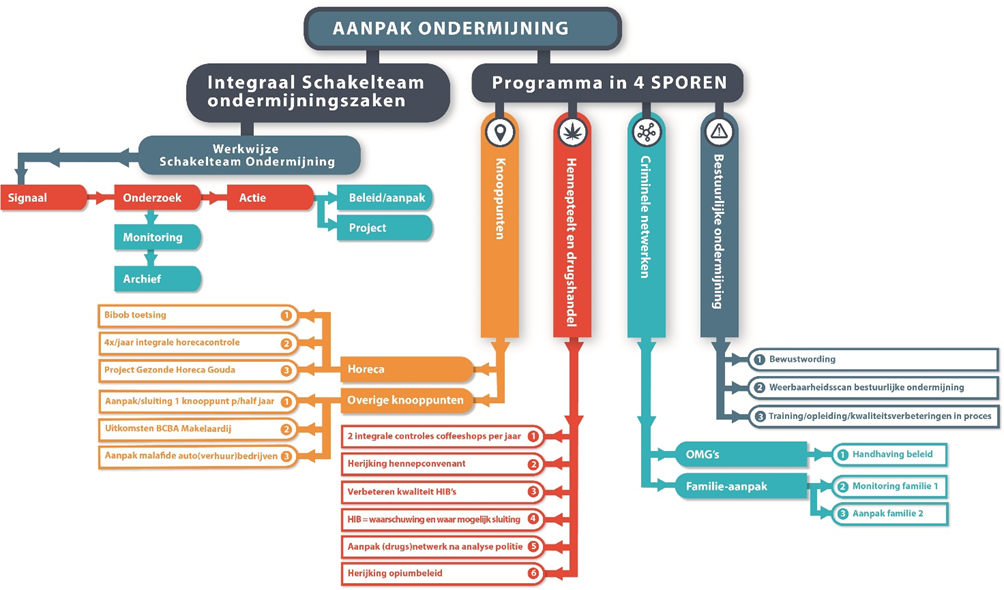 AANPAK ONDERMIJNING
Integraal Schakelteam
ondermijningszaken
Programma in 4 SPOREN
Werkwijze
Schakelteam Ondermijning
Signaal
Onderzoek
Actie
Beleid/aanpak
Project
Monitoring
Archief
Knooppunten
Hennepteelt en drugshandel
Criminele netwerken
Bestuurlijke ondermijning
Horeca
Bibob toetsing 1
4x/jaar integrale horecacontrole 2
Project Gezonde Horeca Gouda 3
Overige knooppunten
Aanpak/sluiting 1 knooppunt p/half jaar 1
Uitkomsten BCBA Makelaardij 2
Aanpak malafide auto(verhuur)bedrijven 3
2 integrale controles coffeeshops per jaar 1
Herijking hennepconvenant 2
Verbeteren kwaliteit HIB's 3
HIB = waarschuwing en waar mogelijk sluiting 4
Aanpak (drugs)netwerk na analyse politie 5
Herijking opiumbeleid 6
OMG's
1 Handhaving beleid
Familie-aanpak
2 Monitoring familie 1
3 Aanpak familie 2
1 Bewustwording
2 Weerbaarheidsscan bestuurlijke ondermijning
3 Training/opleiding/kwaliteitsverbeteringen in proces